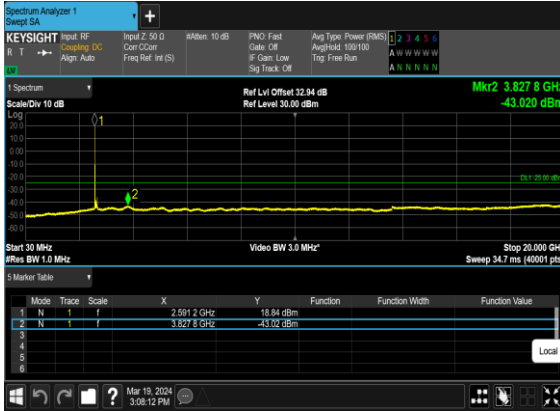 Spectrum Analyzer 1
Swept SA
+
KEYSIGHT Input: RF Input Z: 50 Ω #Atten: 10 dB PNO: Fast Avg Type: Power (RMS) 1 2 3 4 5 6
R T Coupling: DC Corr CCorr Gate: Off Avg|Hold: 100/100 A W W W W W
Align: Auto Freq Ref: Int (S) IF Gain: Low Trig: Free Run
Sig Track: Off A N N N N N
1 Spectrum Ref Lvl Offset 32.94 dB Mkr2 3.827 8 GHz
Scale/Div 10 dB Ref Level 30.00 dBm -43.020 dBm
Log
20.0
10.0
0.00
-10.0
-20.0
-30.0
-40.0
-50.0
-60.0
1
2
DL1 -25.00 dBm
Start 30 MHz Video BW 3.0 MHz* Stop 20.000 GH
#Res BW 1.0 MHz Sweep 34.7 ms (40001 pts
5 Marker Table
Mode Trace Scale X Y Function Function Width Function Value
1 N 1 f 2.591 2 GHz 18.84 dBm
2 N 1 f 3.827 8 GHz -43.02 dBm
3
4
5
6
Local
? Mar 19, 2024
3:08:12 PM